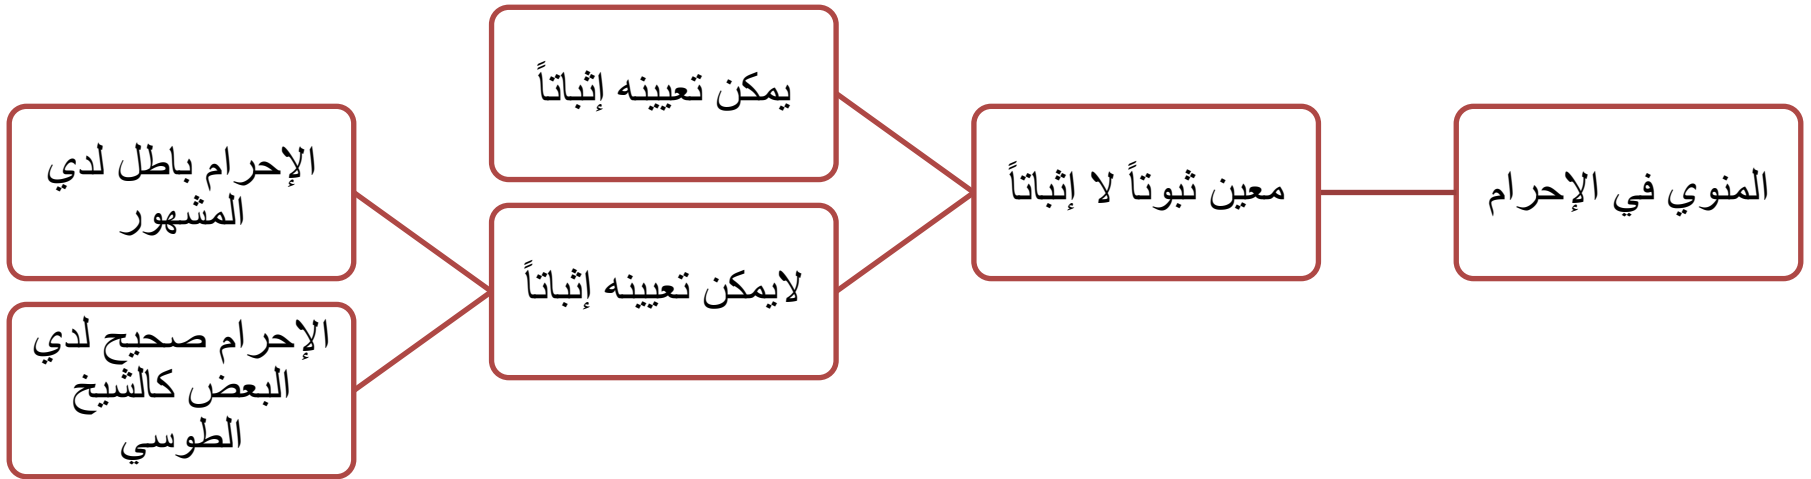 المنوي في الإحرام
معين ثبوتاً لا إثباتاً
يمكن تعيينه إثباتاً
لايمكن تعيينه إثباتاً
الإحرام باطل لدي
المشهور
الإحرام صحيح لدي
البعض كالشيخ
الطوسي